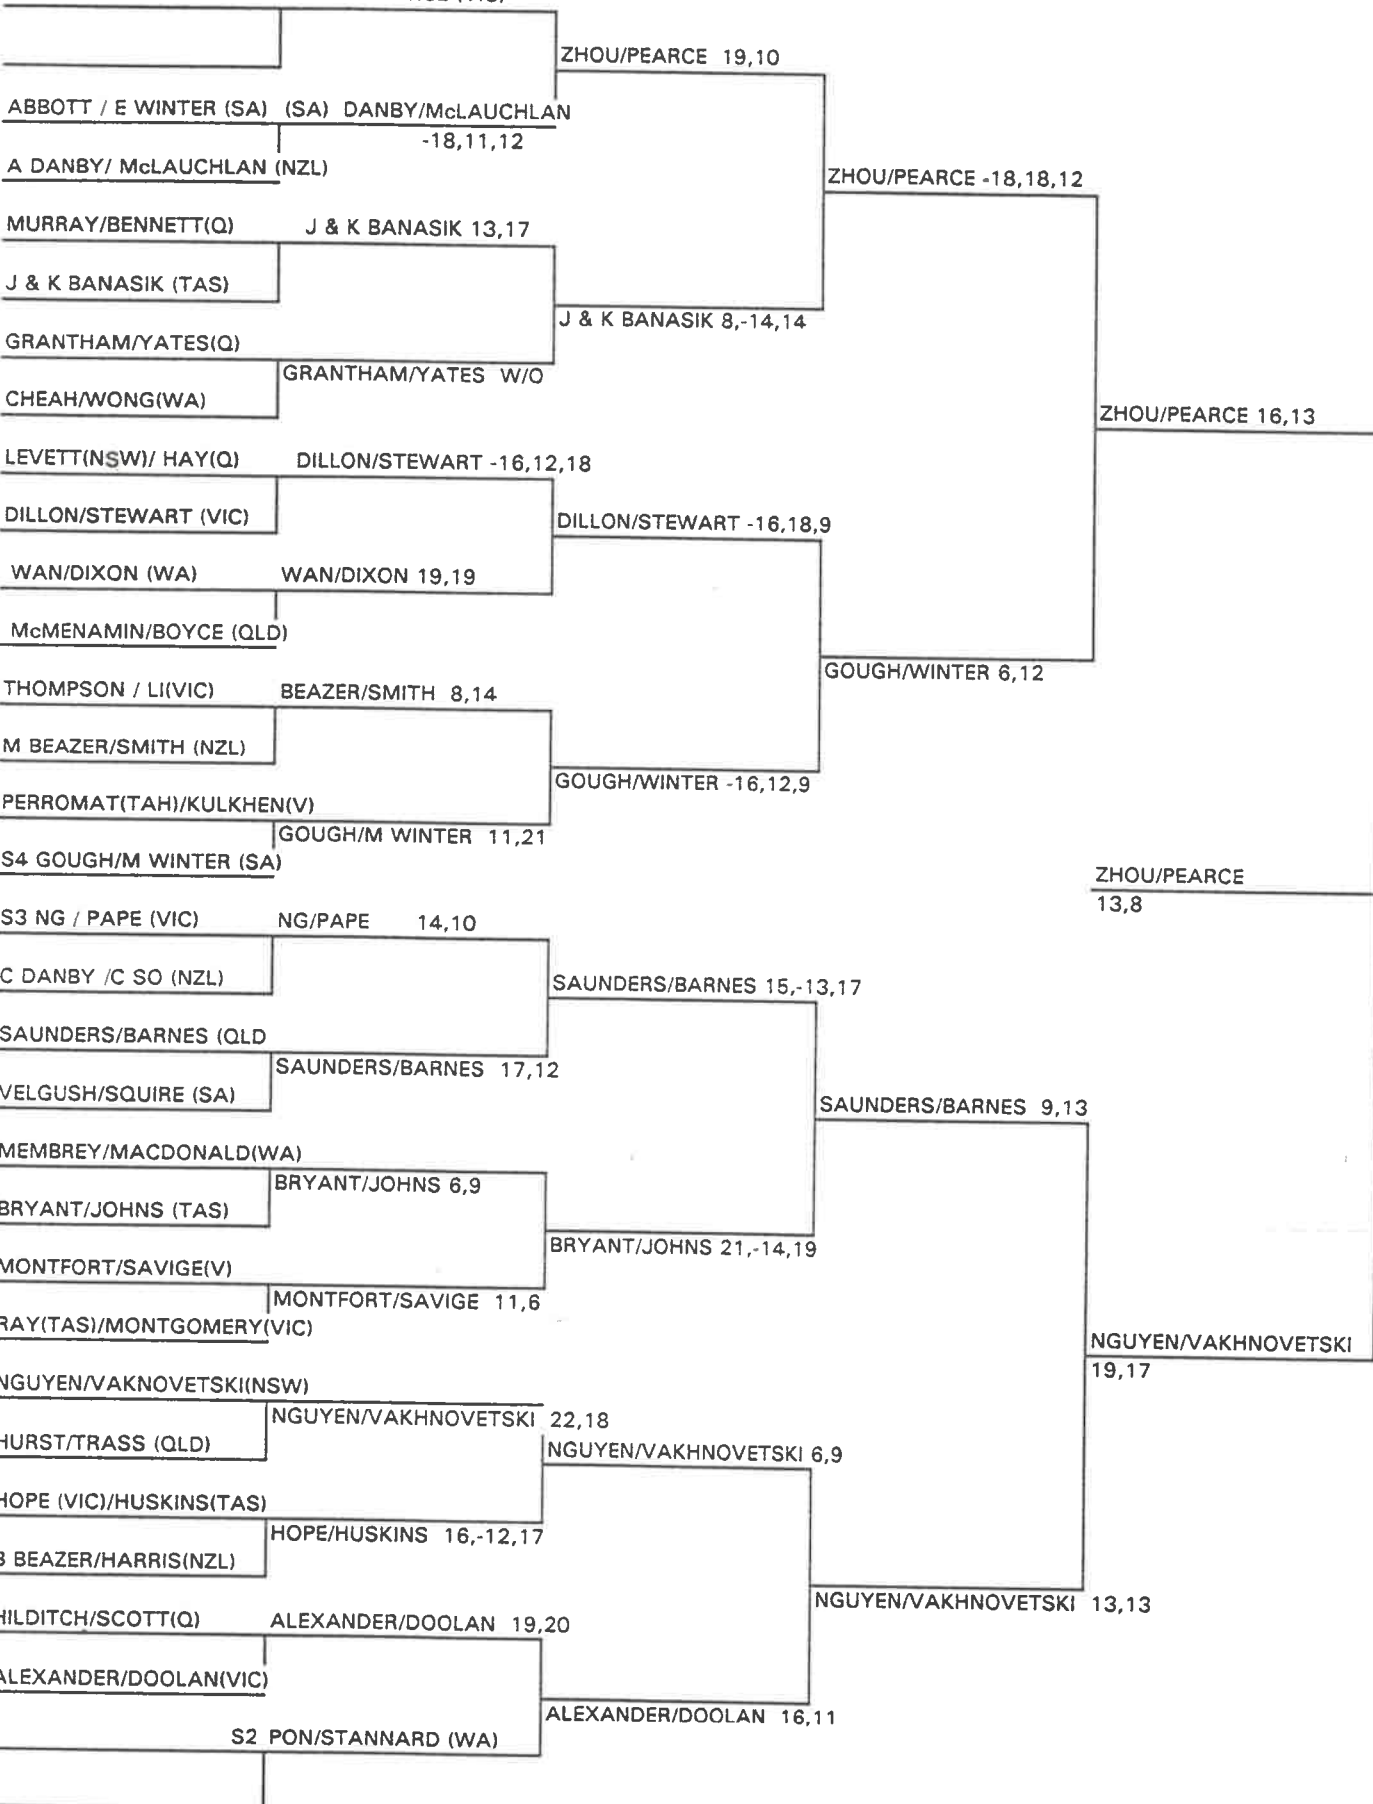 ZHOU/PEARCE 19,10
ABBOTT / E WINTER (SA) (SA) DANBY/McLAUCHLAN
-18,11,12
A DANBY/ McLAUCHLAN (NZL)
ZHOU/PEARCE -18,18,12
MURRAY/BENNETT(Q) J & K BANASIK 13,17
J & K BANASIK (TAS)
J & K BANASIK 8,-14,14
GRANTHAM/YATES(Q)
GRANTHAM/YATES W/O
CHEAH/WONG(WA)
ZHOU/PEARCE 16,13
LEVETT(NSW)/ HAY(Q) DILLON/STEWART -16,12,18
DILLON/STEWART (VIC)
DILLON/STEWART -16,18,9
WAN/DIXON (WA) WAN/DIXON 19,19
McMENAMIN/BOYCE (QLD)
GOUGH/WINTER 6,12
THOMPSON / LI(VIC) BEAZER/SMITH 8,14
M BEAZER/SMITH (NZL)
GOUGH/WINTER -16,12,9
PERROMAT(TAH)/KULKHEN(V)
GOUGH/M WINTER 11,21
S4 GOUGH/M WINTER (SA)
ZHOU/PEARCE
13,8
S3 NG / PAPE (VIC) NG/PAPE 14,10
C DANBY /C SO (NZL)
SAUNDERS/BARNES 15,-13,17
SAUNDERS/BARNES (QLD
SAUNDERS/BARNES 17,12
VELGUSH/SQUIRE (SA)
SAUNDERS/BARNES 9,13
MEMBREY/MACDONALD(WA)
BRYANT/JOHNS 6,9
BRYANT/JOHNS (TAS)
BRYANT/JOHNS 21,-14,19
MONTFORT/SAVIGE(V)
MONTFORT/SAVIGE 11,6
RAY(TAS)/MONTGOMERY(VIC)
NGUYEN/VAKHNOVETSKI
19,17
NGUYEN/VAKNOVETSKI(NSW)
NGUYEN/VAKHNOVETSKI 22,18
HURST/TRASS (QLD)
NGUYEN/VAKHNOVETSKI 6,9
HOPE (VIC)/HUSKINS(TAS)
HOPE/HUSKINS 16,-12,17
B BEAZER/HARRIS(NZL)
NGUYEN/VAKHNOVETSKI 13,13
HILDITCH/SCOTT(Q) ALEXANDER/DOOLAN 19,20
ALEXANDER/DOOLAN(VIC)
ALEXANDER/DOOLAN 16,11
S2 PON/STANNARD (WA)